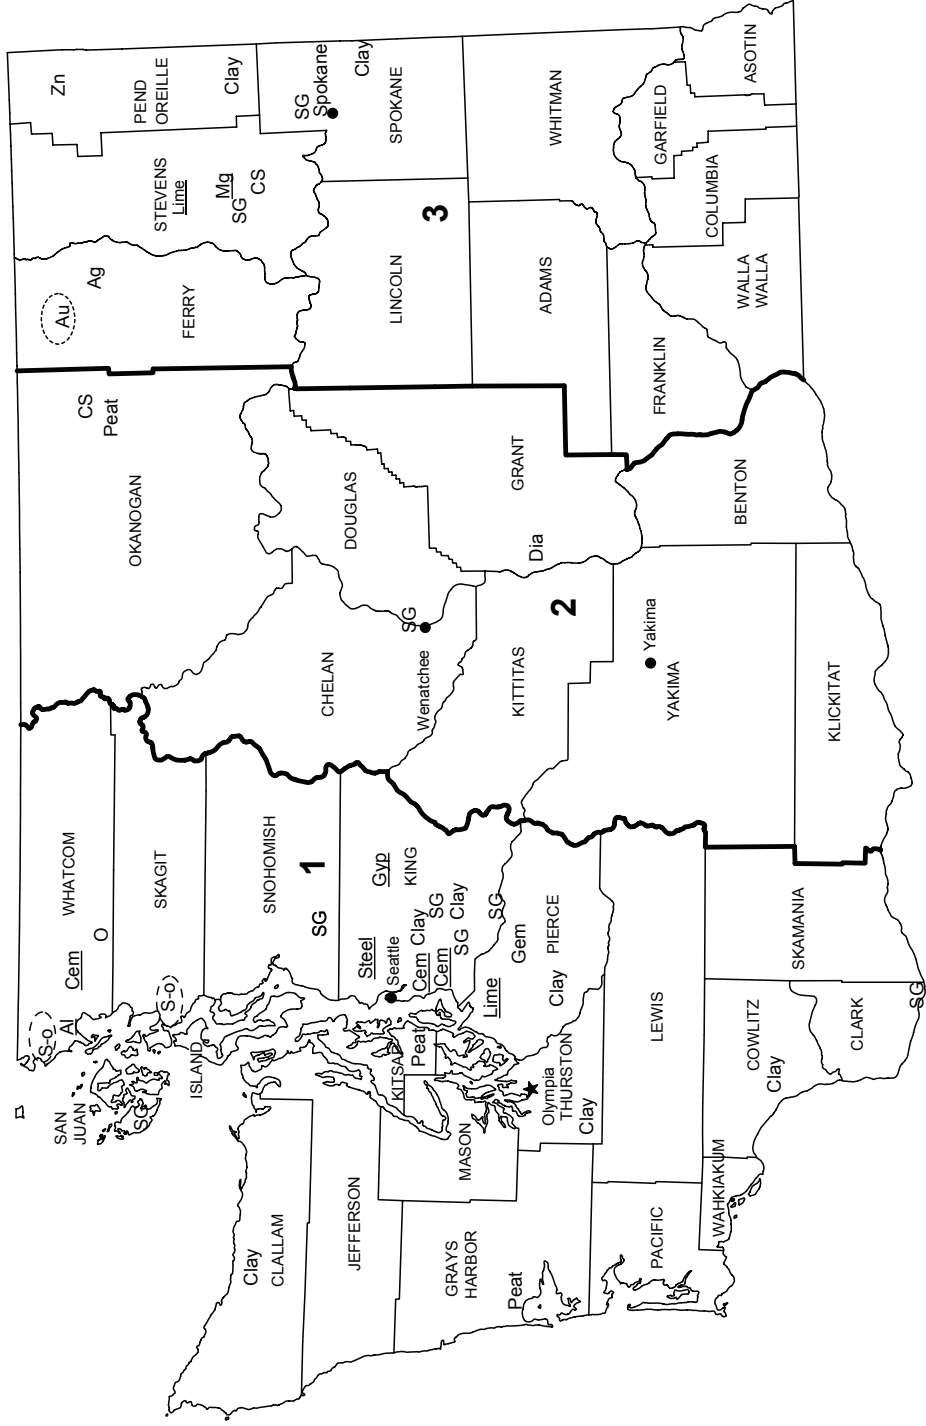 WHATCOM
Cem
O
S-o
Al
SAN
JUAN
SKAGIT
S-o
ISLAND
SNOHOMISH
1
SG
Gyp
KING
Steel
Seattle
Cem Clay SG
Cem SG Clay
Lime
SG
Gem
PIERCE
Clay
KITSAP
Peat
Olympia
THURSTON
Clay
MASON
Clay
CLALLAM
JEFFERSON
GRAYS
HARBOR
Peat
PACIFIC
WAHKIAKUM
LEWIS
COWLITZ
Clay
CLARK
SG
SKAMANIA
OKANOGAN
CS
Peat
CHELAN
SG
Wenatchee
DOUGLAS
GRANT
Dia
KITTITAS
2
Yakima
YAKIMA
KLICKITAT
BENTON
Au
Ag
FERRY
STEVENS
Lime
Mg
SG CS
Zn
PEND
OREILLE
Clay
SG
Spokane
Clay
SPOKANE
LINCOLN
3
ADAMS
WHITMAN
FRANKLIN
WALLA
WALLA
COLUMBIA
GARFIELD
ASOTIN